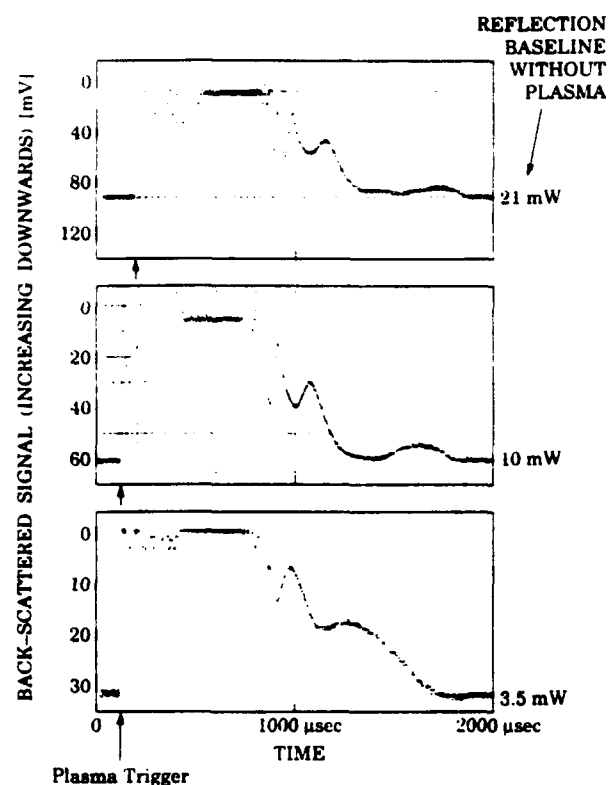 REFLECTION
BASELINE
WITHOUT
PLASMA
BACK-SCATTERED SIGNAL (INCREASING DOWNWARDS) [mV]
0
40
80
120
21 mW
0
20
40
60
10 mW
0
10
20
30
3.5 mW
0
1000 μsec
2000 μsec
TIME
Plasma Trigger